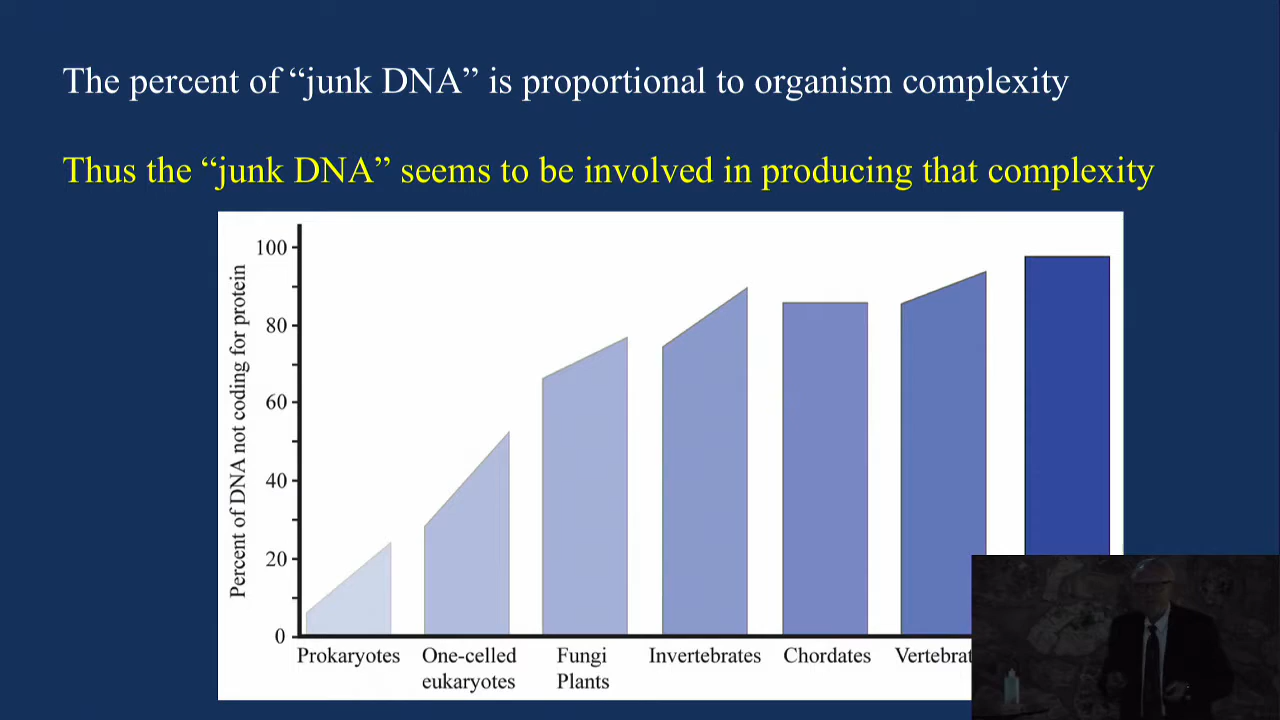 The percent of “junk DNA” is proportional to organism complexity
Thus the “junk DNA” seems to be involved in producing that complexity
Percent of DNA not coding for protein
100
80
60
40
20
0
Prokaryotes
One-celled
eukaryotes
Fungi
Plants
Invertebrates
Chordates